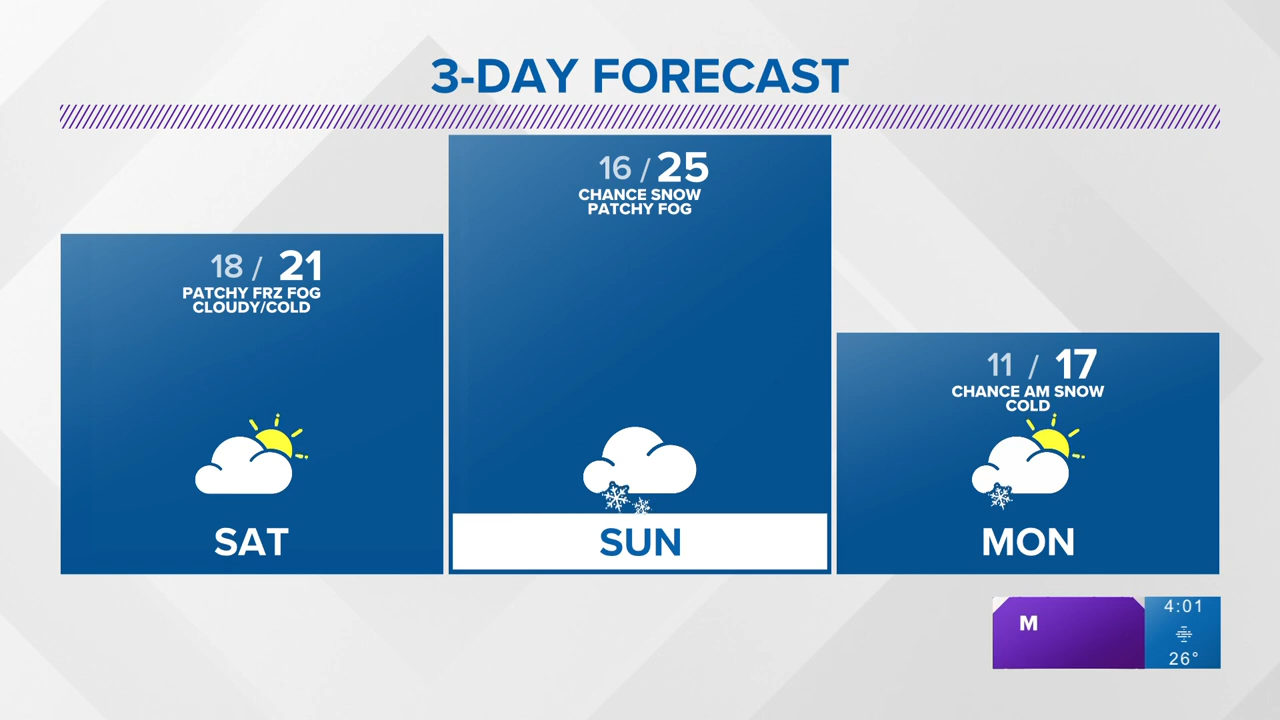 3-DAY FORECAST
18 / 21
PATCHY FRZ FOG
CLOUDY/COLD
SAT
16 / 25
CHANCE SNOW
PATCHY FOG
SUN
11 / 17
CHANCE AM SNOW
COLD
MON
M
4:01
26°